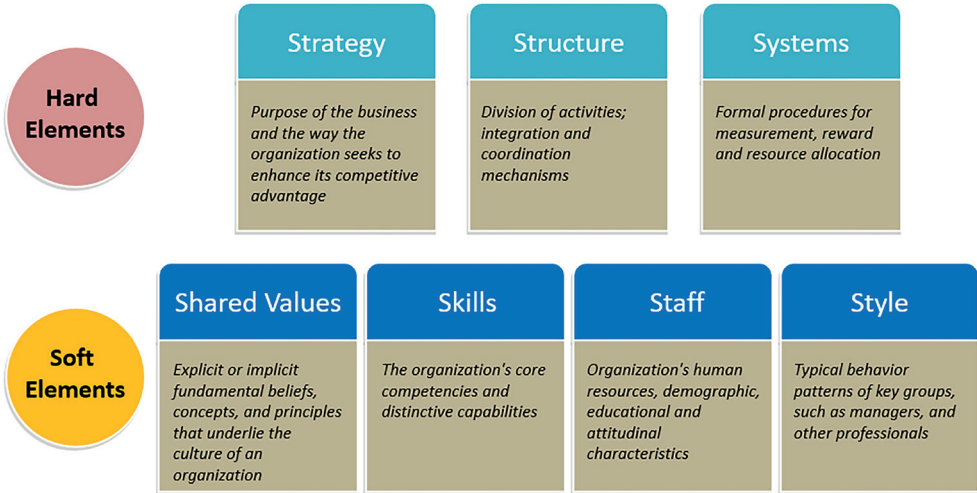 Hard
Elements
Strategy
Purpose of the business
and the way the
organization seeks to
enhance its competitive
advantage
Structure
Division of activities;
integration and
coordination
mechanisms
Systems
Formal procedures for
measurement, reward
and resource allocation
Soft
Elements
Shared Values
Explicit or implicit
fundamental beliefs,
concepts, and principles
that underlie the
culture of an
organization
Skills
The organization's core
competencies and
distinctive capabilities
Staff
Organization's human
resources, demographic,
educational and
attitudinal
characteristics
Style
Typical behavior
patterns of key groups,
such as managers, and
other professionals